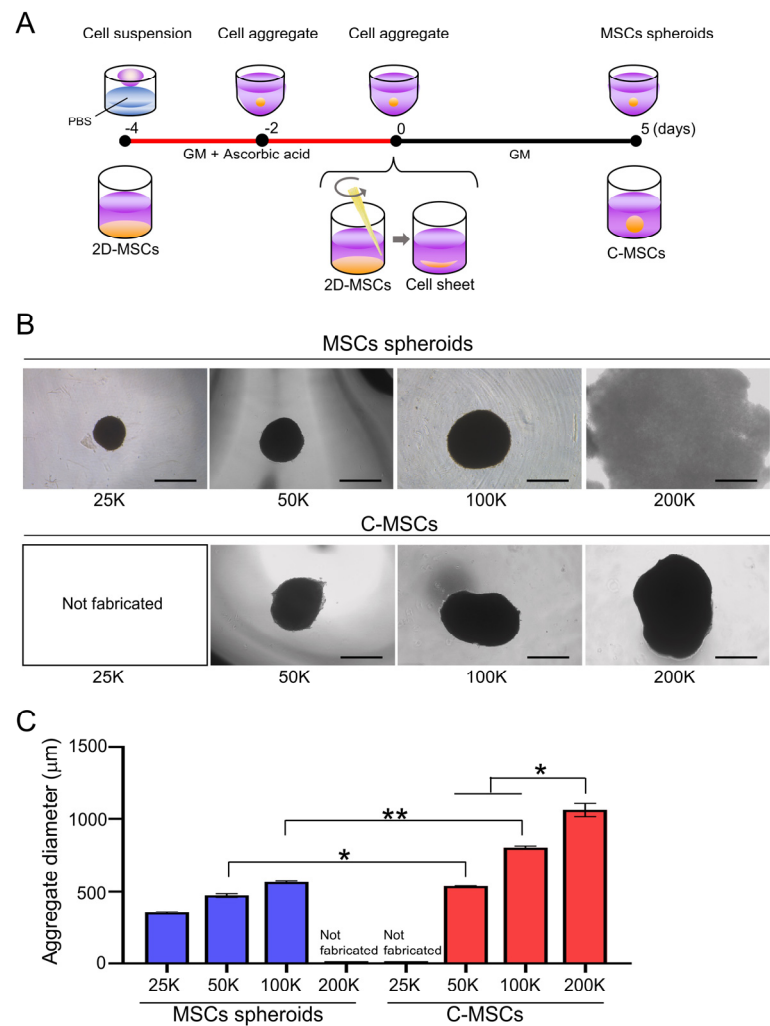 A
Cell suspension Cell aggregate Cell aggregate MSCs spheroids
PBS
-4 -2 0 5 (days)
GM + Ascorbic acid GM
2D-MSCs
2D-MSCs Cell sheet
C-MSCs
B
MSCs spheroids
25K 50K 100K 200K
C-MSCs
Not fabricated
25K 50K 100K 200K
C
Aggregate diameter (μm)
1500
1000
500
0
*
**
*
Not fabricated
Not fabricated
25K 50K 100K 200K 25K 50K 100K 200K
MSCs spheroids C-MSCs